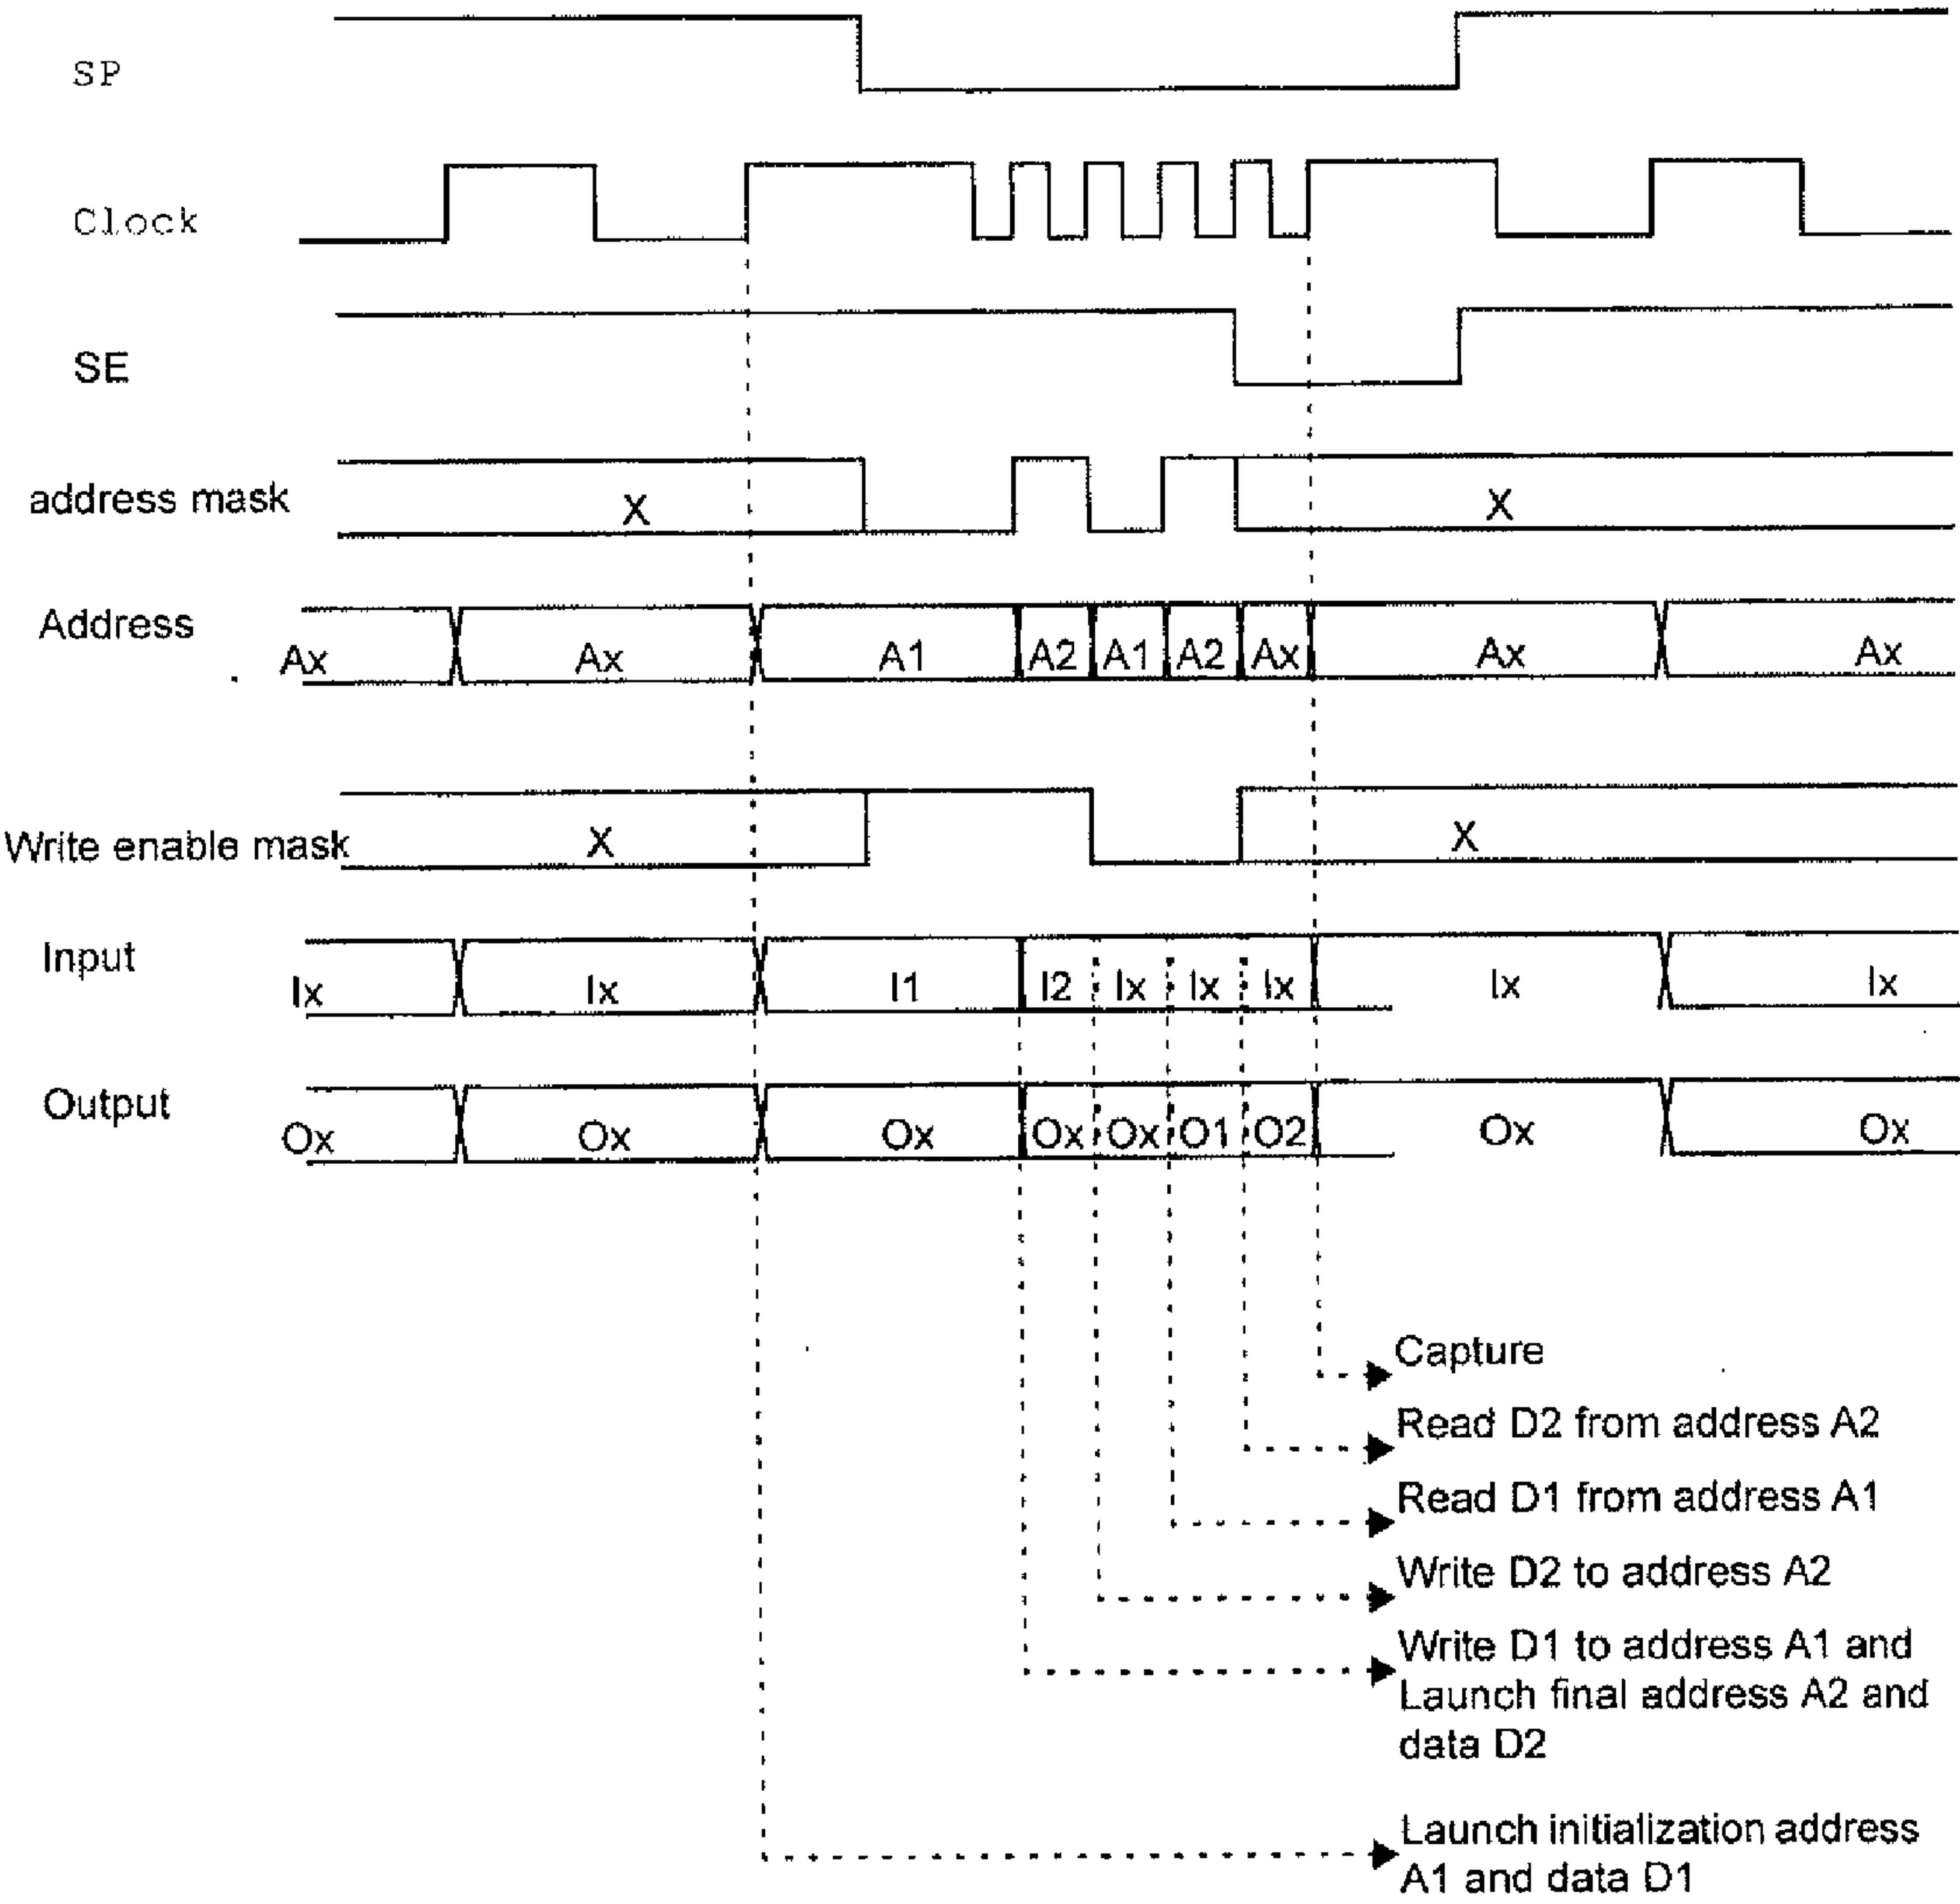 SP
Clock
SE
address mask
X X
Address
Ax Ax A1 A2 A1 A2 Ax Ax Ax
Write enable mask
X X
Input
Ix Ix I1 I2 Ix Ix Ix Ix Ix
Output
Ox Ox Ox Ox Ox O1 O2 Ox Ox
Capture
Read D2 from address A2
Read D1 from address A1
Write D2 to address A2
Write D1 to address A1 and
Launch final address A2 and
data D2
Launch initialization address
A1 and data D1